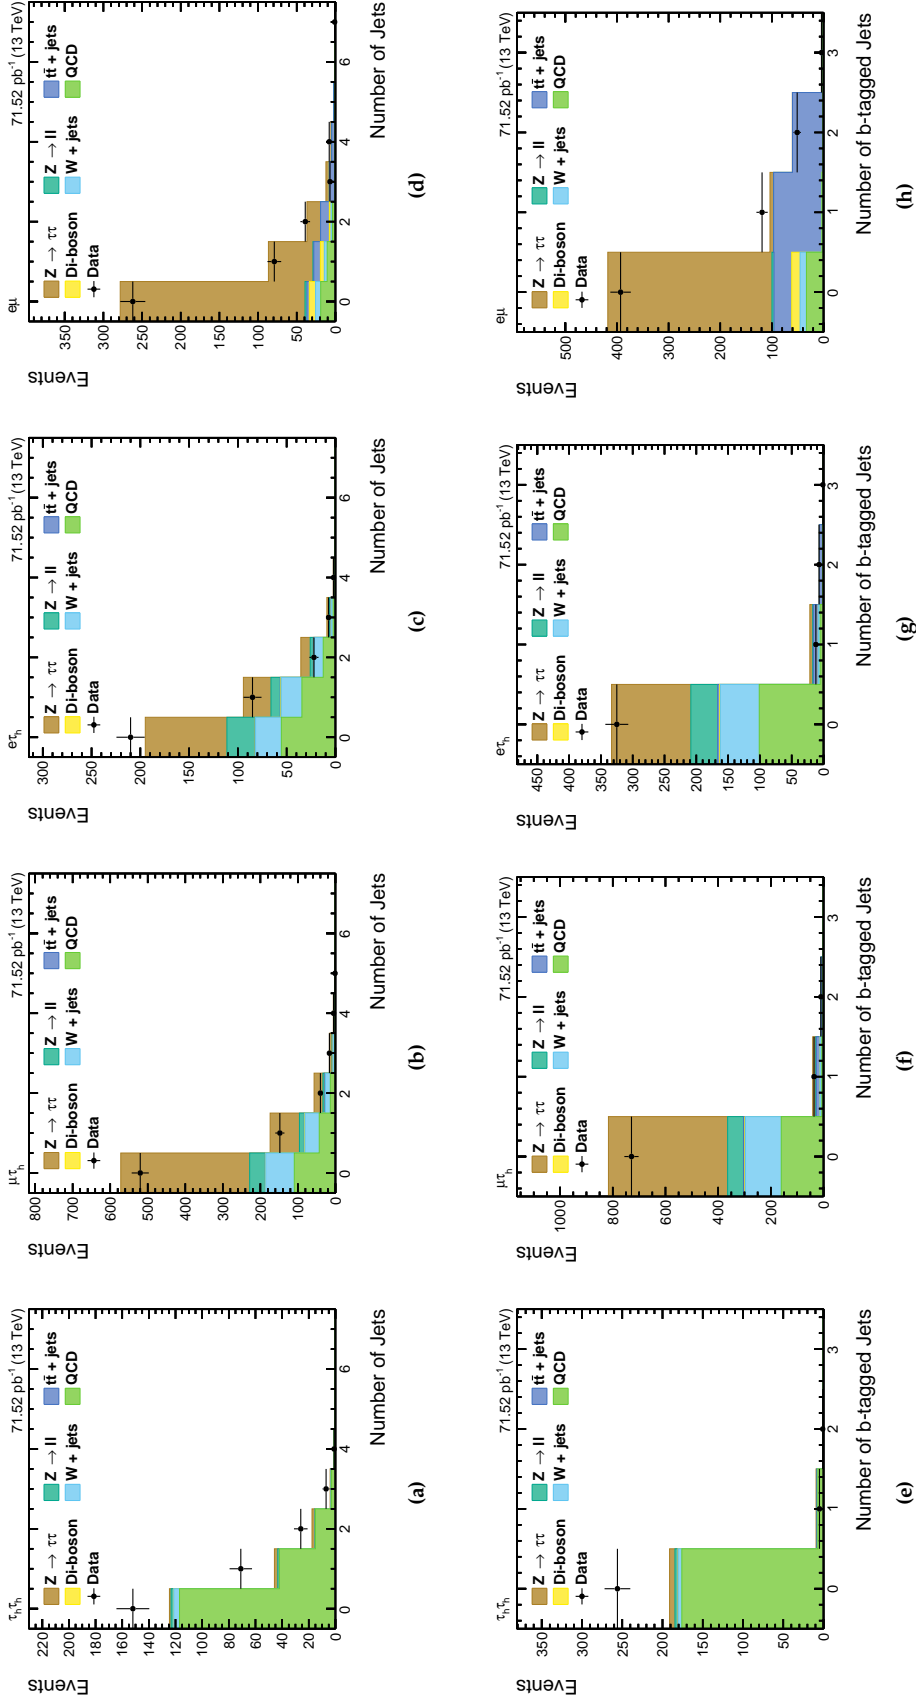 τhτh 71.52 pb-1 (13 TeV)
Z → ττ Z → ll tt̄ + jets
Di-boson W + jets QCD
Data
Events
220
200
180
160
140
120
100
80
60
40
20
0
0 2 4 6
Number of Jets
(a)
μτh 71.52 pb-1 (13 TeV)
Z → ττ Z → ll tt̄ + jets
Di-boson W + jets QCD
Data
Events
800
700
600
500
400
300
200
100
0
0 2 4 6
Number of Jets
(b)
eτh 71.52 pb-1 (13 TeV)
Z → ττ Z → ll tt̄ + jets
Di-boson W + jets QCD
Data
Events
300
250
200
150
100
50
0
0 2 4 6
Number of Jets
(c)
eμ 71.52 pb-1 (13 TeV)
Z → ττ Z → ll tt̄ + jets
Di-boson W + jets QCD
Data
Events
350
300
250
200
150
100
50
0
0 2 4 6
Number of Jets
(d)
τhτh 71.52 pb-1 (13 TeV)
Z → ττ Z → ll tt̄ + jets
Di-boson W + jets QCD
Data
Events
350
300
250
200
150
100
50
0
0 1 2 3
Number of b-tagged Jets
(e)
μτh 71.52 pb-1 (13 TeV)
Z → ττ Z → ll tt̄ + jets
Di-boson W + jets QCD
Data
Events
1000
800
600
400
200
0
0 1 2 3
Number of b-tagged Jets
(f)
eτh 71.52 pb-1 (13 TeV)
Z → ττ Z → ll tt̄ + jets
Di-boson W + jets QCD
Data
Events
450
400
350
300
250
200
150
100
50
0
0 1 2 3
Number of b-tagged Jets
(g)
eμ 71.52 pb-1 (13 TeV)
Z → ττ Z → ll tt̄ + jets
Di-boson W + jets QCD
Data
Events
500
400
300
200
100
0
0 1 2 3
Number of b-tagged Jets
(h)